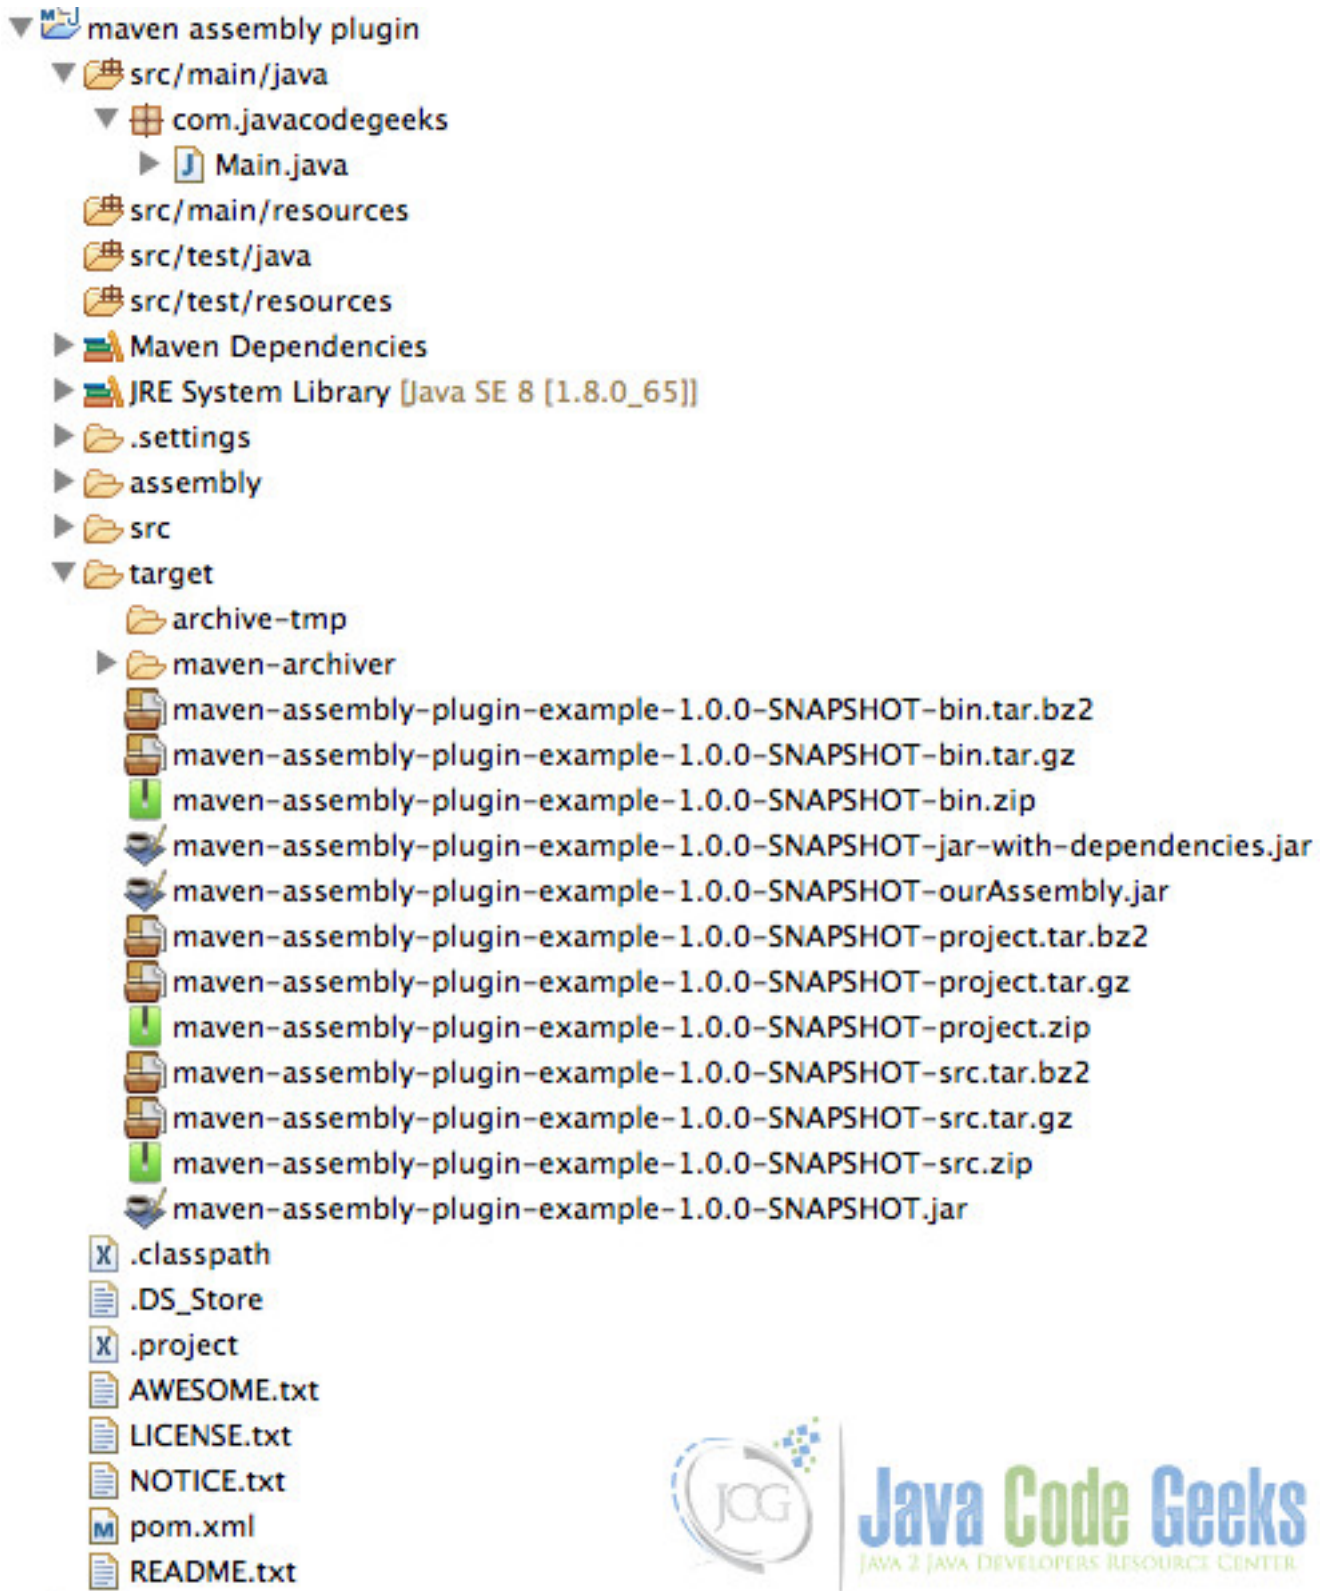 maven assembly plugin
src/main/java
com.javacodegeeks
Main.java
src/main/resources
src/test/java
src/test/resources
Maven Dependencies
JRE System Library [Java SE 8 [1.8.0_65]]
.settings
assembly
src
target
archive-tmp
maven-archiver
maven-assembly-plugin-example-1.0.0-SNAPSHOT-bin.tar.bz2
maven-assembly-plugin-example-1.0.0-SNAPSHOT-bin.tar.gz
maven-assembly-plugin-example-1.0.0-SNAPSHOT-bin.zip
maven-assembly-plugin-example-1.0.0-SNAPSHOT-jar-with-dependencies.jar
maven-assembly-plugin-example-1.0.0-SNAPSHOT-ourAssembly.jar
maven-assembly-plugin-example-1.0.0-SNAPSHOT-project.tar.bz2
maven-assembly-plugin-example-1.0.0-SNAPSHOT-project.tar.gz
maven-assembly-plugin-example-1.0.0-SNAPSHOT-project.zip
maven-assembly-plugin-example-1.0.0-SNAPSHOT-src.tar.bz2
maven-assembly-plugin-example-1.0.0-SNAPSHOT-src.tar.gz
maven-assembly-plugin-example-1.0.0-SNAPSHOT-src.zip
maven-assembly-plugin-example-1.0.0-SNAPSHOT.jar
.classpath
.DS_Store
.project
AWESOME.txt
LICENSE.txt
NOTICE.txt
pom.xml
README.txt
JCG
Java Code Geeks
JAVA 2 JAVA DEVELOPERS RESOURCE CENTER